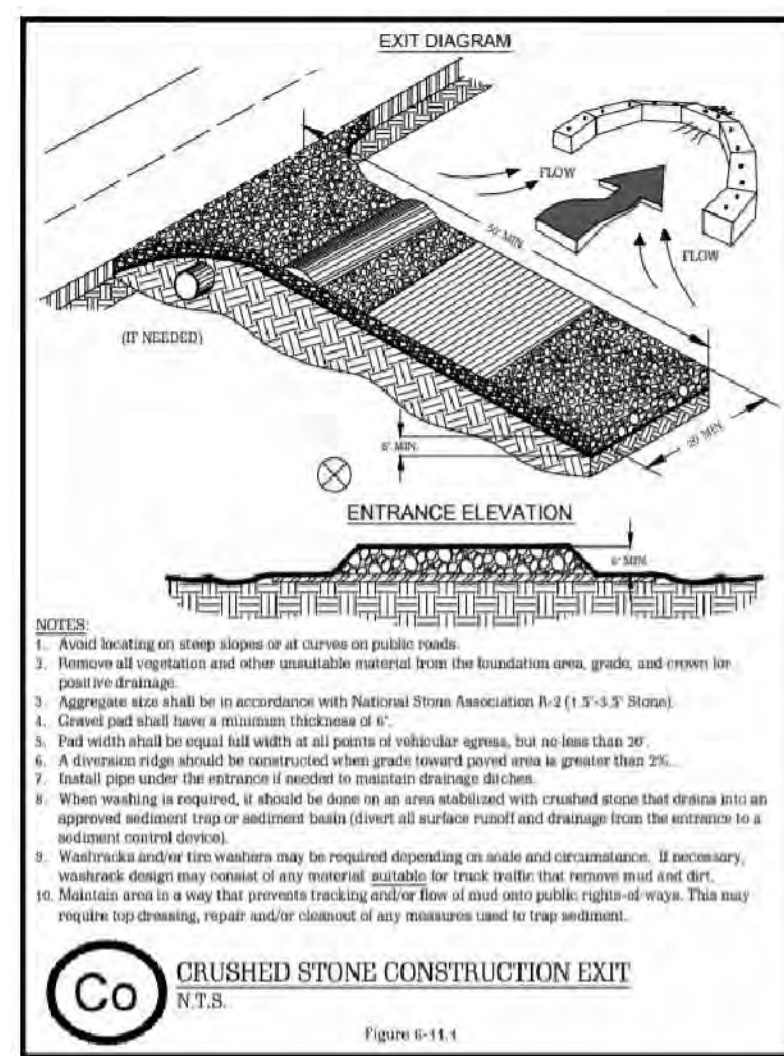 EXIT DIAGRAM
FLOW
50' MIN.
FLOW
(IF NEEDED)
6" MIN.
20' MIN.
ENTRANCE ELEVATION
6" MIN.
NOTES:
1. Avoid locating on steep slopes or at curves on public roads.
2. Remove all vegetation and other unsuitable material from the foundation area, grade, and crown for
positive drainage.
3. Aggregate size shall be in accordance with National Stone Association R-2 (1.5"-3.5" Stone).
4. Gravel pad shall have a minimum thickness of 6".
5. Pad width shall be equal full width at all points of vehicular egress, but no less than 20'.
6. A diversion ridge should be constructed when grade toward paved area is greater than 2%.
7. Install pipe under the entrance if needed to maintain drainage ditches.
8. When washing is required, it should be done on an area stabilized with crushed stone that drains into an
approved sediment trap or sediment basin (divert all surface runoff and drainage from the entrance to a
sediment control device).
9. Washracks and/or tire washers may be required depending on scale and circumstance. If necessary,
washrack design may consist of any material suitable for truck traffic that remove mud and dirt.
10. Maintain area in a way that prevents tracking and/or flow of mud onto public rights-of-ways. This may
require top dressing, repair and/or cleanout of any measures used to trap sediment.
Co
CRUSHED STONE CONSTRUCTION EXIT
N.T.S.
Figure 6-11.1